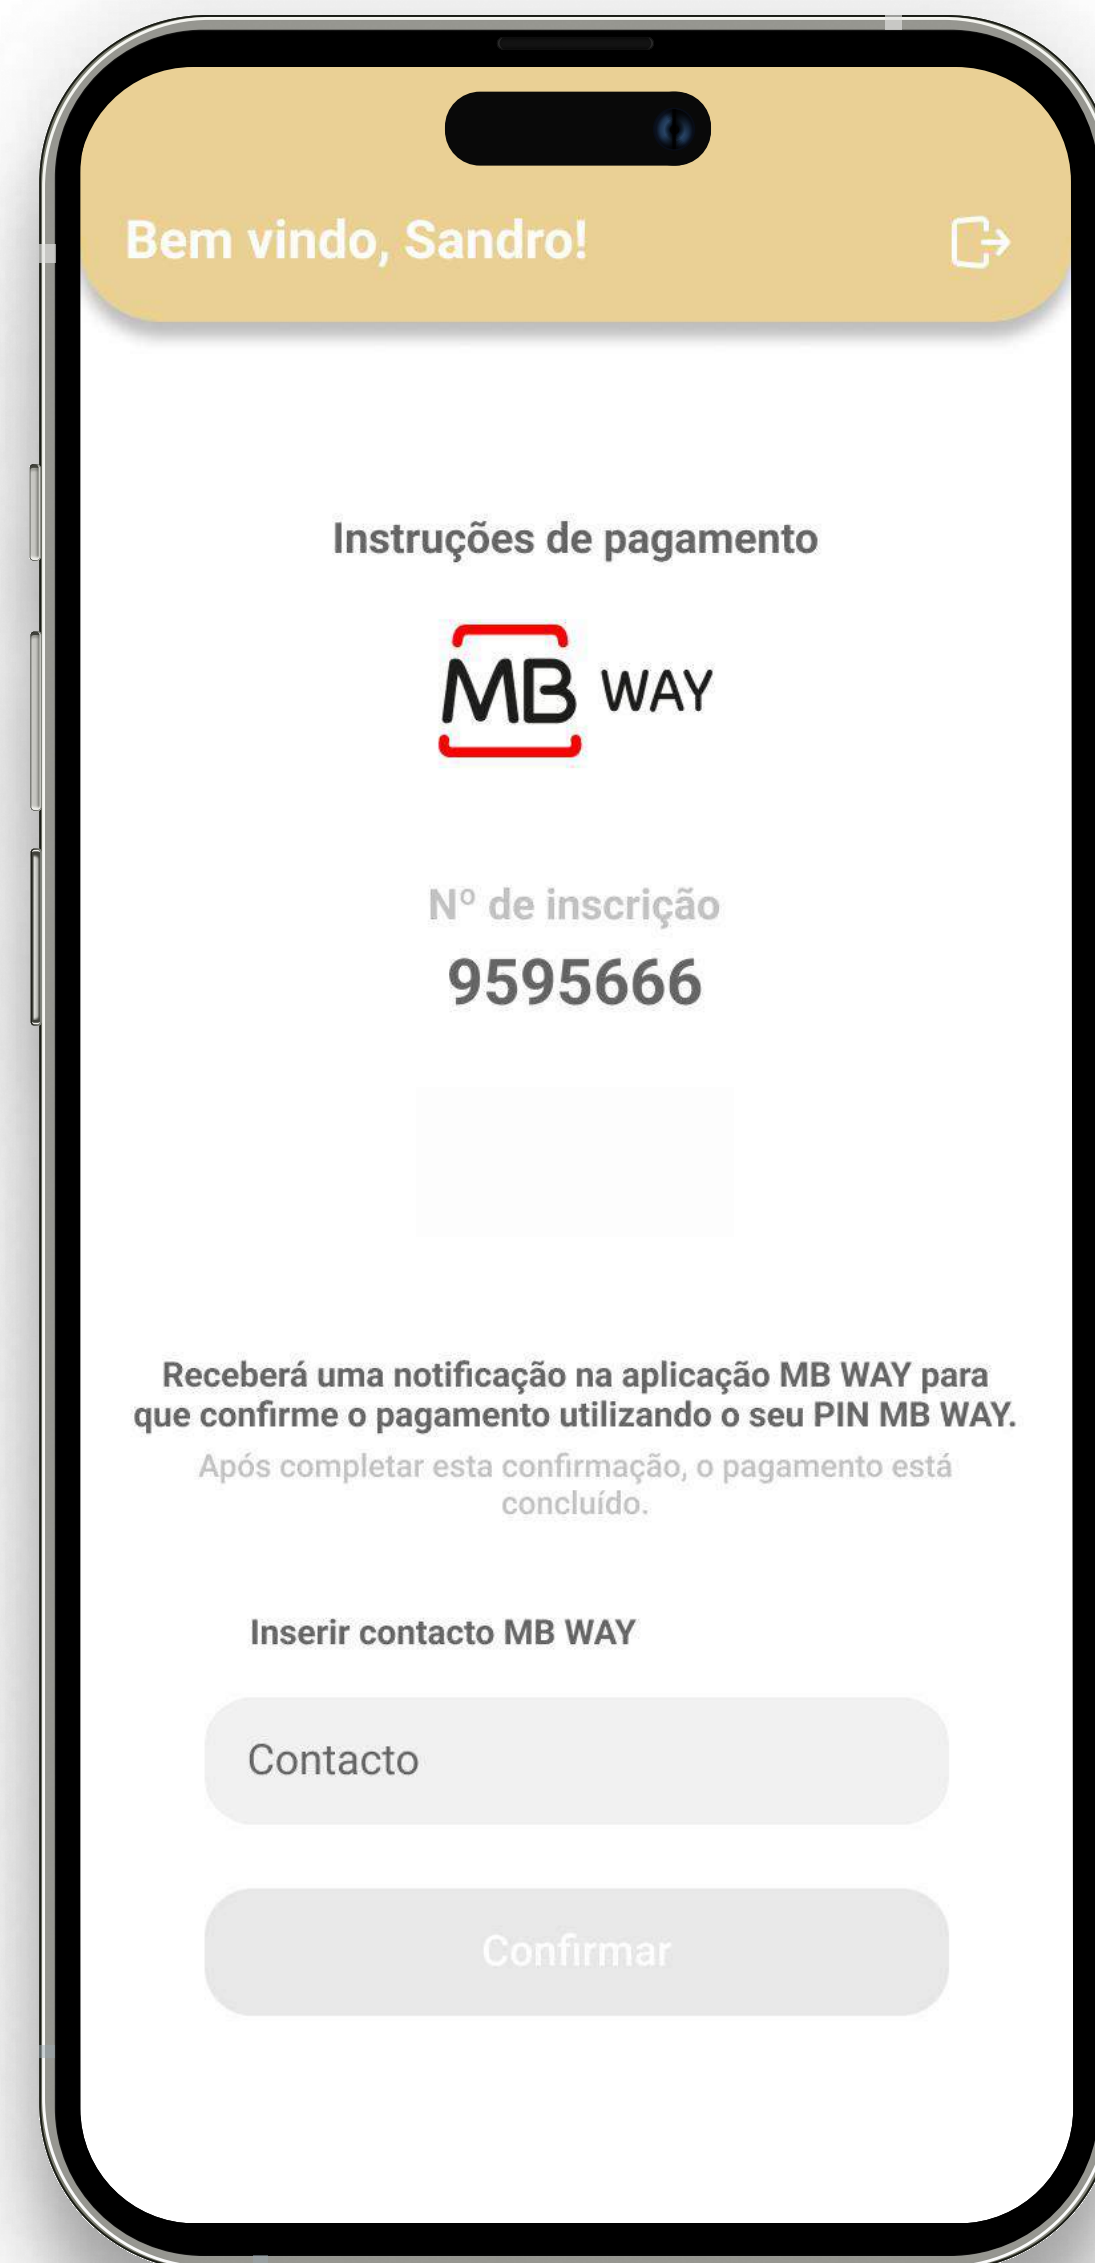 Bem vindo, Sandro!
Instruções de pagamento
MB WAY
Nº de inscrição
9595666
Receberá uma notificação na aplicação MB WAY para
que confirme o pagamento utilizando o seu PIN MB WAY.
Após completar esta confirmação, o pagamento está
concluído.
Inserir contacto MB WAY
Contacto
Confirmar